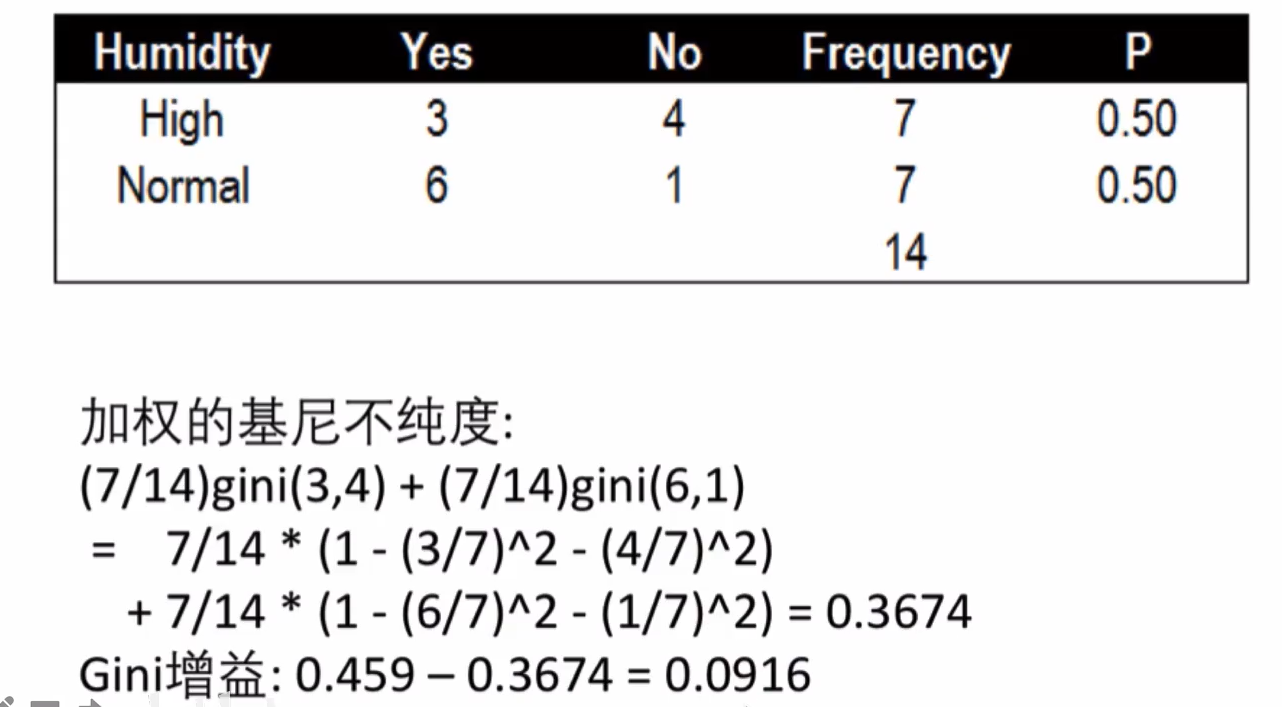 Humidity Yes No Frequency P
High 3 4 7 0.50
Normal 6 1 7 0.50
14
加权的基尼不纯度:
(7/14)gini(3,4) + (7/14)gini(6,1)
= 7/14 * (1 - (3/7)^2 - (4/7)^2)
+ 7/14 * (1 - (6/7)^2 - (1/7)^2) = 0.3674
Gini增益: 0.459 – 0.3674 = 0.0916